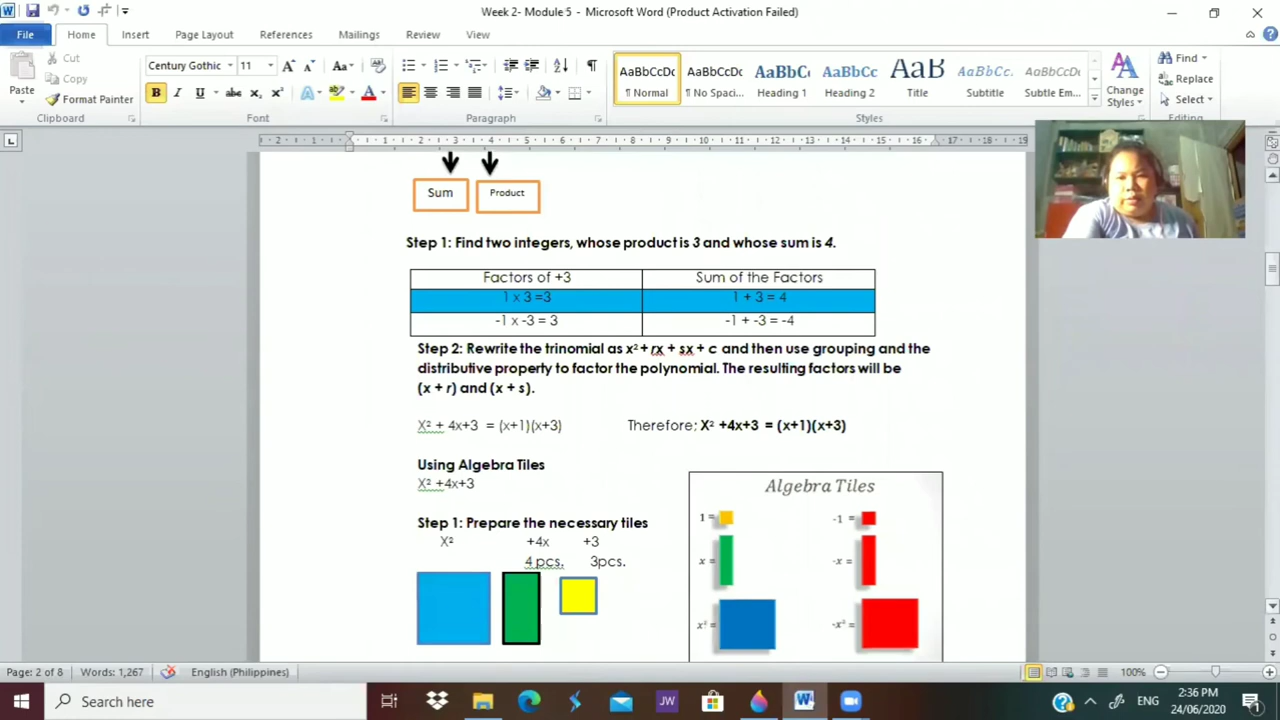 Week 2- Module 5  -  Microsoft Word (Product Activation Failed)
File Home Insert Page Layout References Mailings Review View
Cut
Copy
Paste
Format Painter
Clipboard
Century Gothic 11
Font
Paragraph
AaBbCcDc AaBbCcDc AaBbC AaBbCc AaB AaBbCc. AaBbCcDc
¶ Normal ¶ No Spaci... Heading 1 Heading 2 Title Subtitle Subtle Em...
Change Styles
Styles
Find
Replace
Select
Editing
Sum Product
Step 1: Find two integers, whose product is 3 and whose sum is 4.
Factors of +3 Sum of the Factors
1 x 3 =3 1 + 3 = 4
-1 x -3 = 3 -1 + -3 = -4
Step 2: Rewrite the trinomial as x² + rx + sx + c and then use grouping and the
distributive property to factor the polynomial. The resulting factors will be
(x + r) and (x + s).
X² + 4x+3 = (x+1)(x+3) Therefore; X² +4x+3 = (x+1)(x+3)
Using Algebra Tiles
X² +4x+3
Step 1: Prepare the necessary tiles
X² +4x +3
4 pcs. 3pcs.
Algebra Tiles
1 = -1 =
x = -x =
x² = -x² =
Page: 2 of 8 Words: 1,267 English (Philippines) 100%
Search here
JW
ENG
2:36 PM
24/06/2020